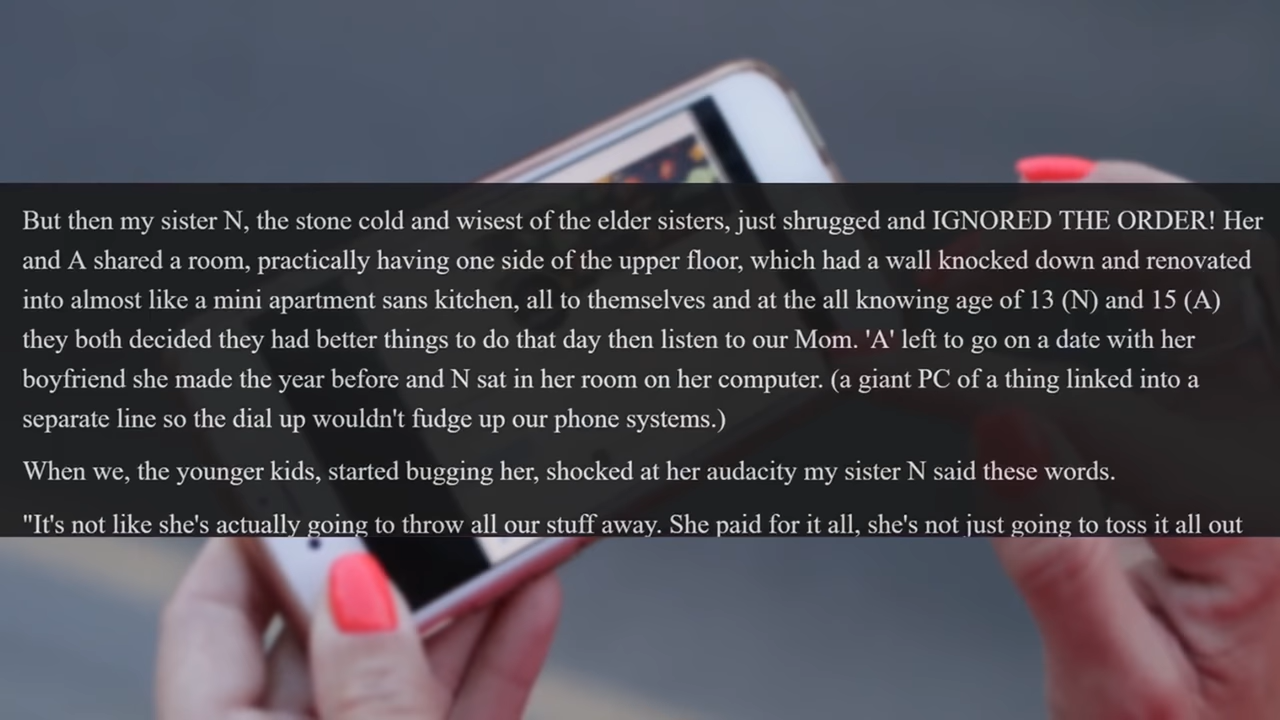 But then my sister N, the stone cold and wisest of the elder sisters, just shrugged and IGNORED THE ORDER! Her
and A shared a room, practically having one side of the upper floor, which had a wall knocked down and renovated
into almost like a mini apartment sans kitchen, all to themselves and at the all knowing age of 13 (N) and 15 (A)
they both decided they had better things to do that day then listen to our Mom. 'A' left to go on a date with her
boyfriend she made the year before and N sat in her room on her computer. (a giant PC of a thing linked into a
separate line so the dial up wouldn't fudge up our phone systems.)
When we, the younger kids, started bugging her, shocked at her audacity my sister N said these words.
"It's not like she's actually going to throw all our stuff away. She paid for it all, she's not just going to toss it all out